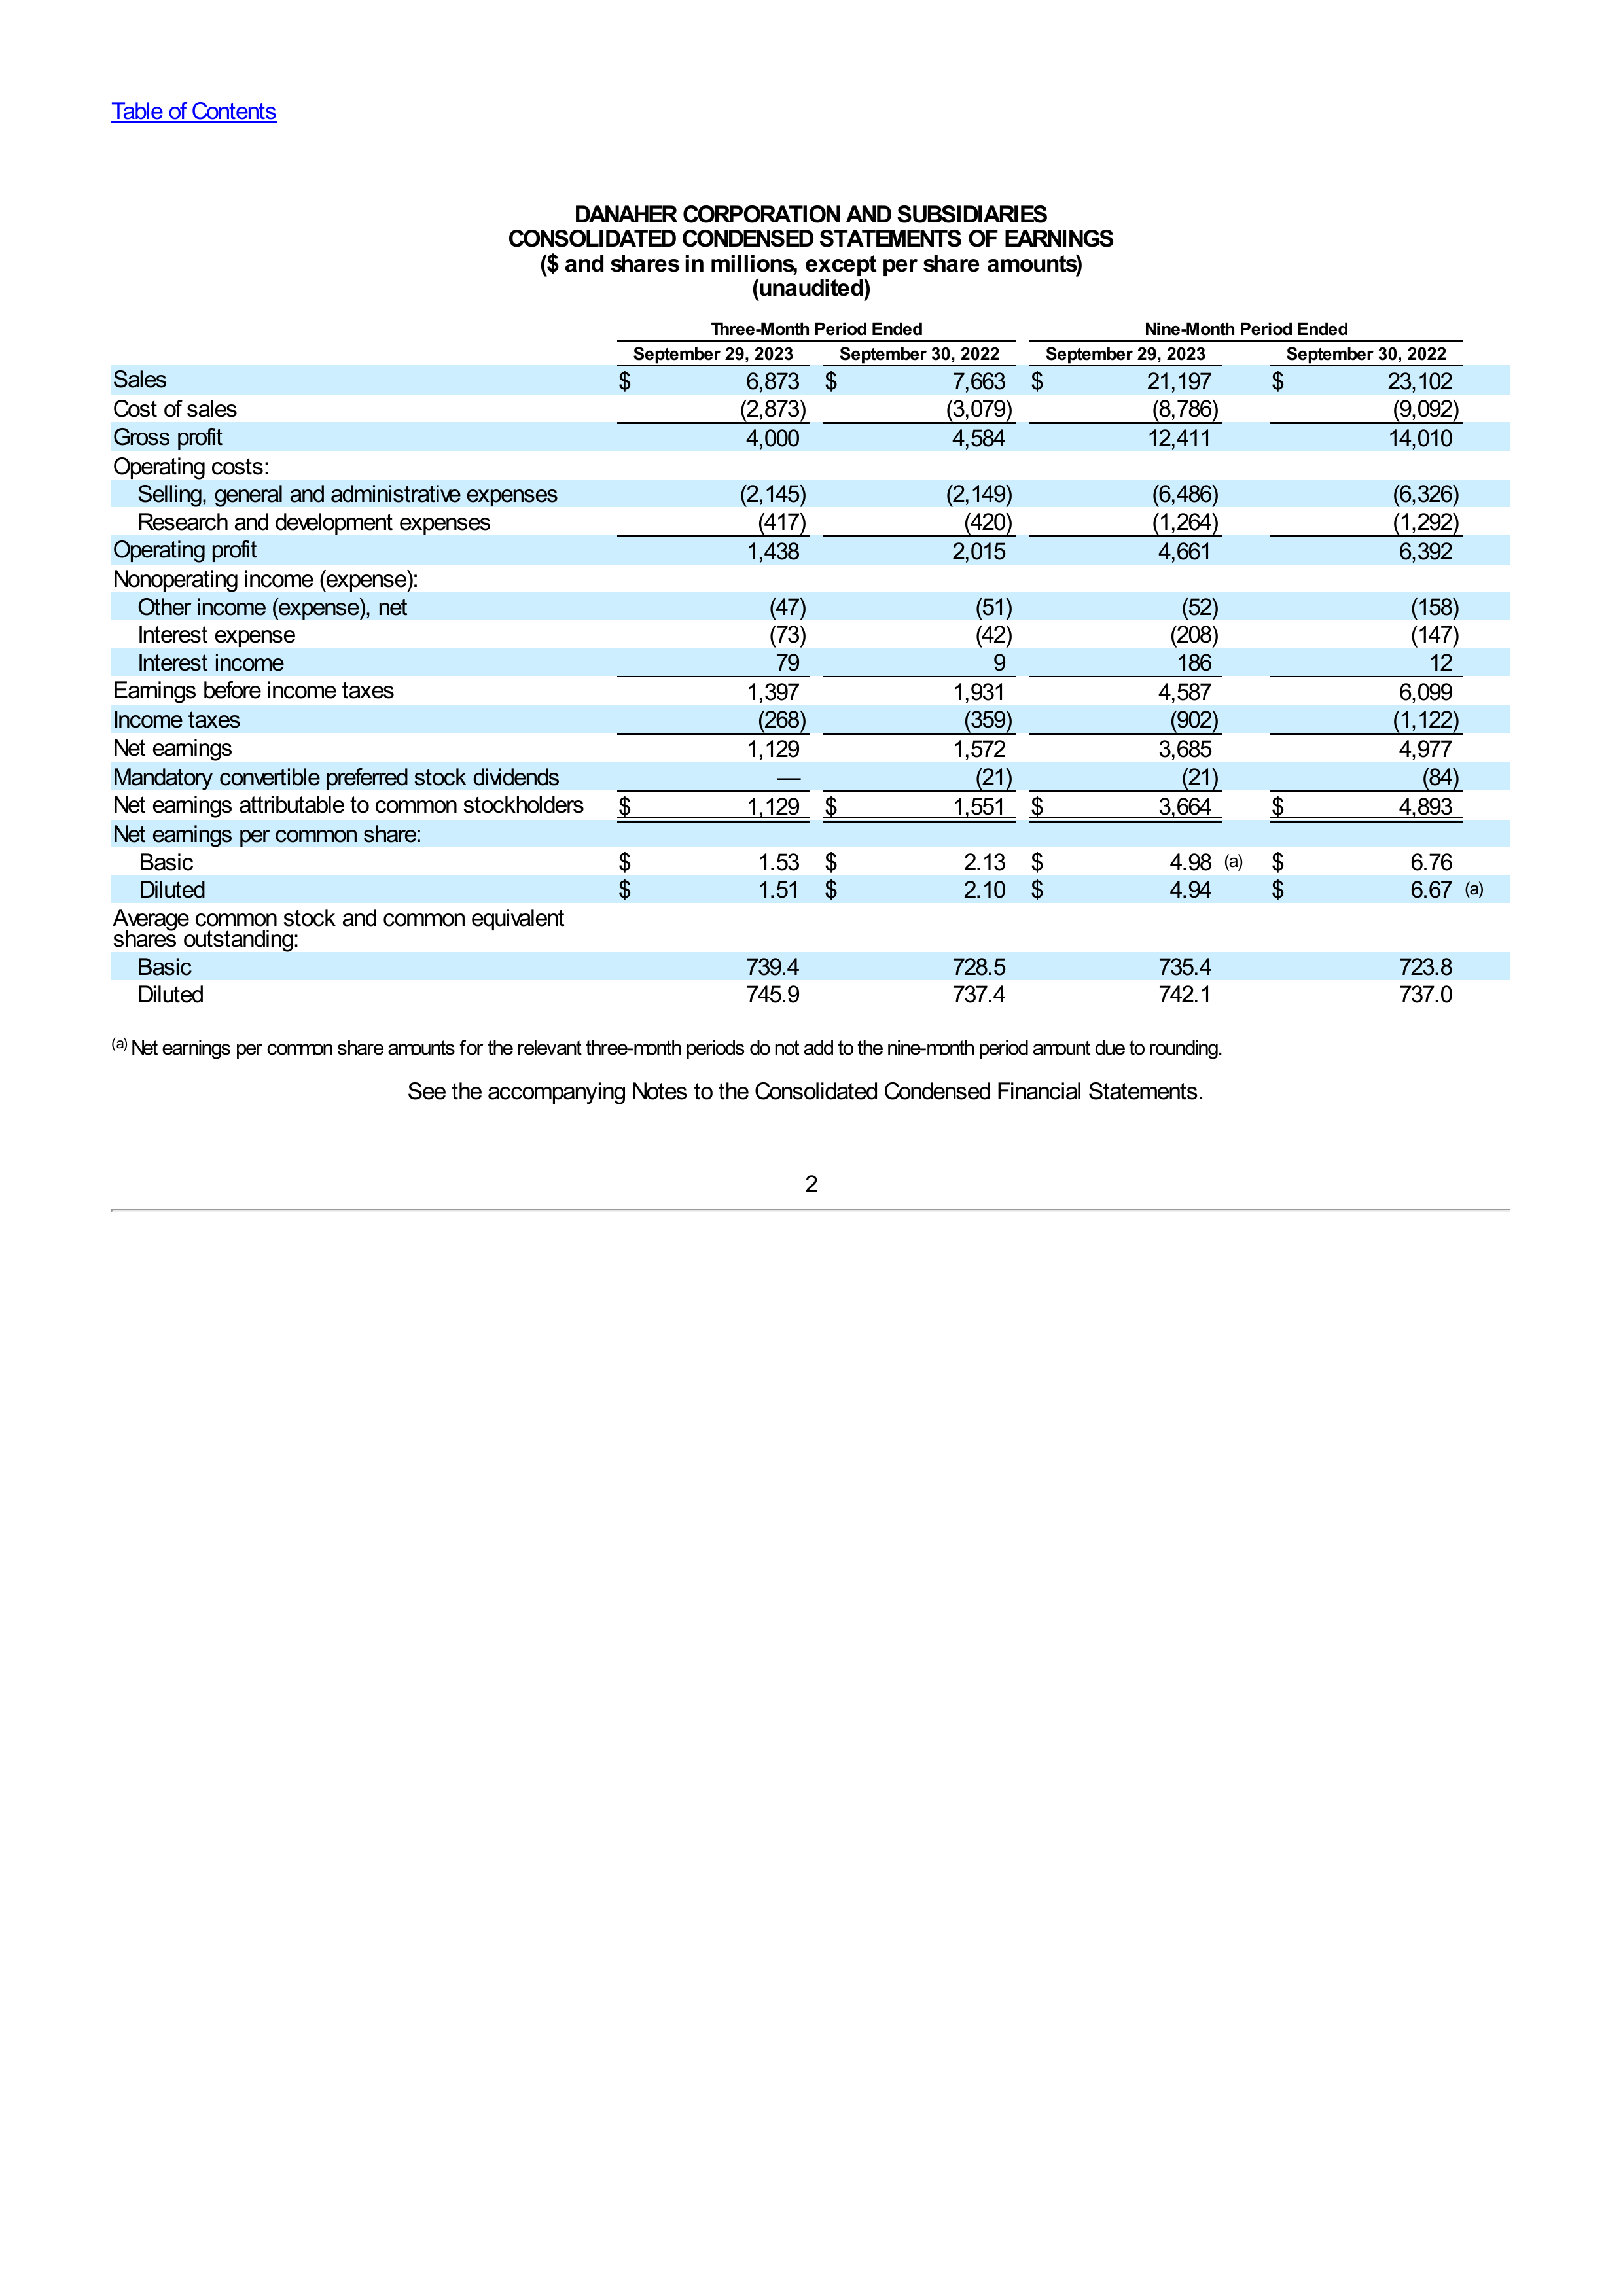 Table of Contents
DANAHER CORPORATION AND SUBSIDIARIES
CONSOLIDATED CONDENSED STATEMENTS OF EARNINGS
($ and shares in millions, except per share amounts)
(unaudited)
Three-Month Period Ended Nine-Month Period Ended
September 29, 2023 September 30, 2022 September 29, 2023 September 30, 2022
Sales $ 6,873 $ 7,663 $ 21,197 $ 23,102
Cost of sales (2,873) (3,079) (8,786) (9,092)
Gross profit 4,000 4,584 12,411 14,010
Operating costs:
Selling, general and administrative expenses (2,145) (2,149) (6,486) (6,326)
Research and development expenses (417) (420) (1,264) (1,292)
Operating profit 1,438 2,015 4,661 6,392
Nonoperating income (expense):
Other income (expense), net (47) (51) (52) (158)
Interest expense (73) (42) (208) (147)
Interest income 79 9 186 12
Earnings before income taxes 1,397 1,931 4,587 6,099
Income taxes (268) (359) (902) (1,122)
Net earnings 1,129 1,572 3,685 4,977
Mandatory convertible preferred stock dividends — (21) (21) (84)
Net earnings attributable to common stockholders $ 1,129 $ 1,551 $ 3,664 $ 4,893
Net earnings per common share:
Basic $ 1.53 $ 2.13 $ 4.98 (a) $ 6.76
Diluted $ 1.51 $ 2.10 $ 4.94 $ 6.67 (a)
Average common stock and common equivalent
shares outstanding:
Basic 739.4 728.5 735.4 723.8
Diluted 745.9 737.4 742.1 737.0
(a) Net earnings per common share amounts for the relevant three-month periods do not add to the nine-month period amount due to rounding.
See the accompanying Notes to the Consolidated Condensed Financial Statements.
2